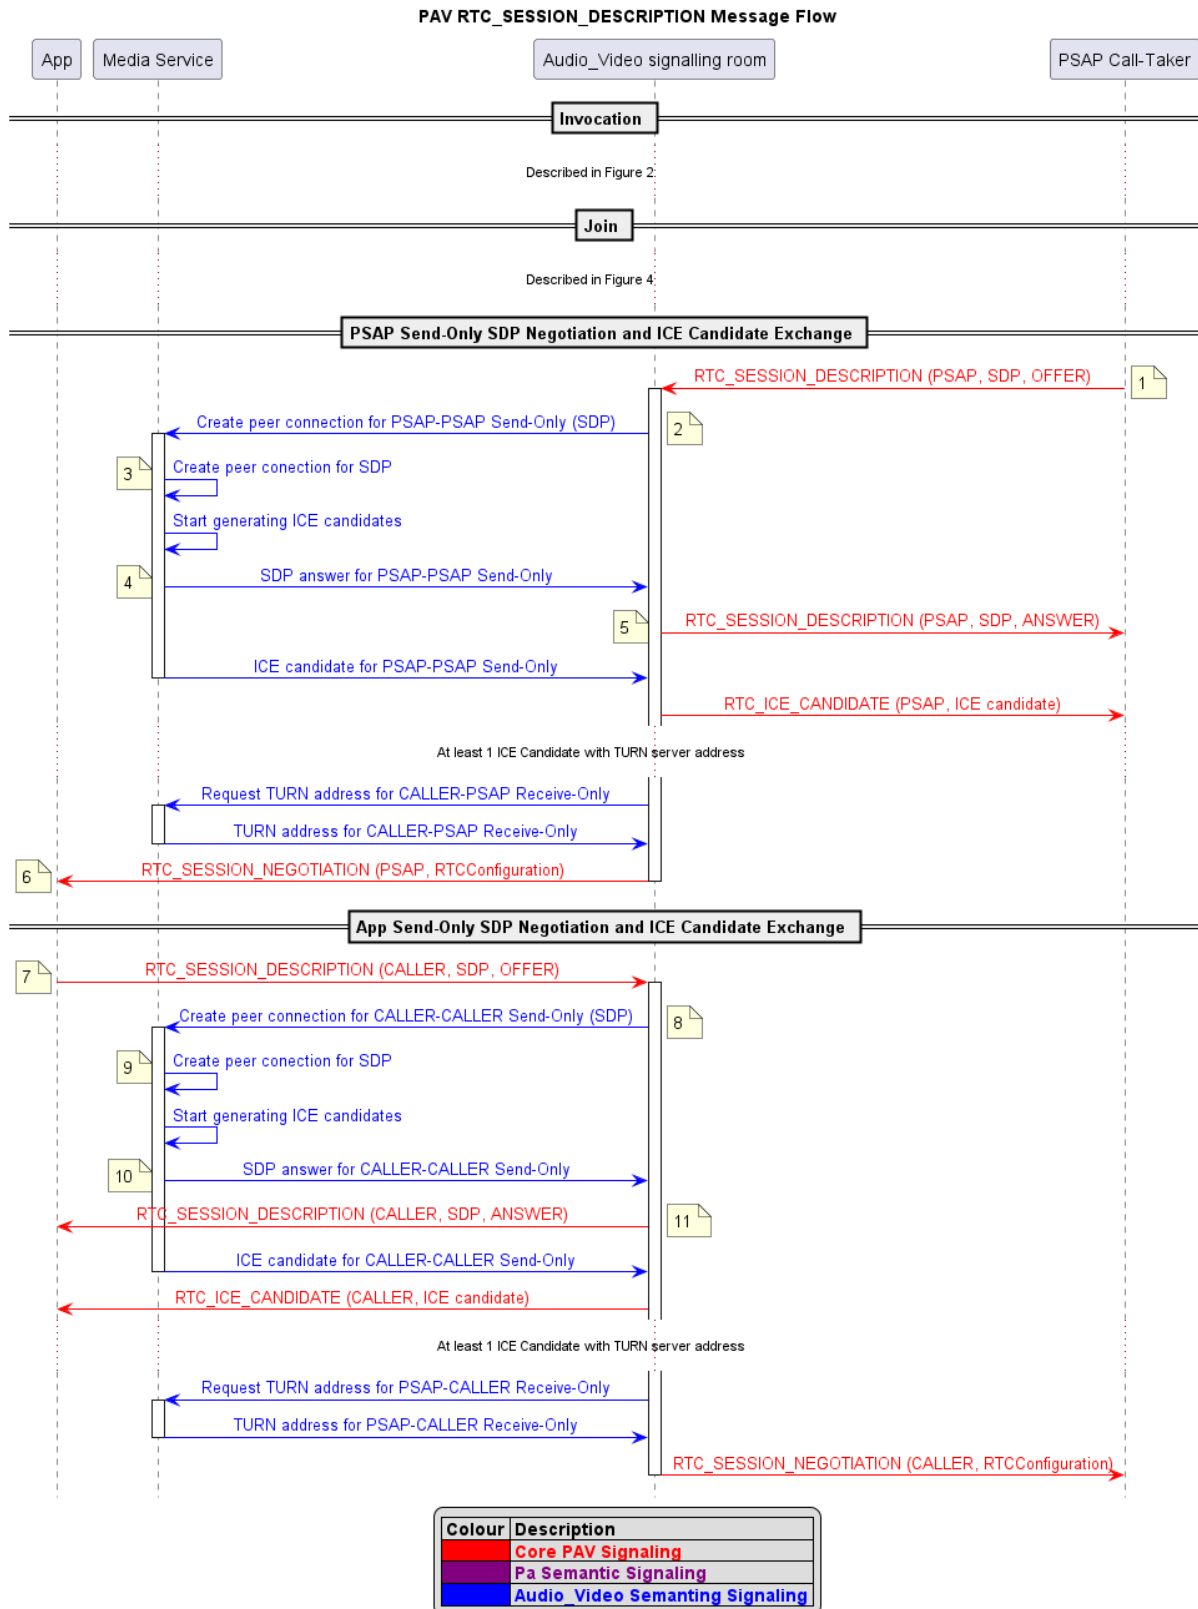 PAV RTC_SESSION_DESCRIPTION Message Flow
App
Media Service
Audio_Video signalling room
PSAP Call-Taker
Invocation
Described in Figure 2
Join
Described in Figure 4
PSAP Send-Only SDP Negotiation and ICE Candidate Exchange
RTC_SESSION_DESCRIPTION (PSAP, SDP, OFFER)
1
Create peer connection for PSAP-PSAP Send-Only (SDP)
2
3
Create peer conection for SDP
Start generating ICE candidates
4
SDP answer for PSAP-PSAP Send-Only
5
RTC_SESSION_DESCRIPTION (PSAP, SDP, ANSWER)
ICE candidate for PSAP-PSAP Send-Only
RTC_ICE_CANDIDATE (PSAP, ICE candidate)
At least 1 ICE Candidate with TURN server address
Request TURN address for CALLER-PSAP Receive-Only
TURN address for CALLER-PSAP Receive-Only
6
RTC_SESSION_NEGOTIATION (PSAP, RTCConfiguration)
App Send-Only SDP Negotiation and ICE Candidate Exchange
7
RTC_SESSION_DESCRIPTION (CALLER, SDP, OFFER)
Create peer connection for CALLER-CALLER Send-Only (SDP)
8
9
Create peer conection for SDP
Start generating ICE candidates
10
SDP answer for CALLER-CALLER Send-Only
RTC_SESSION_DESCRIPTION (CALLER, SDP, ANSWER)
11
ICE candidate for CALLER-CALLER Send-Only
RTC_ICE_CANDIDATE (CALLER, ICE candidate)
At least 1 ICE Candidate with TURN server address
Request TURN address for PSAP-CALLER Receive-Only
TURN address for PSAP-CALLER Receive-Only
RTC_SESSION_NEGOTIATION (CALLER, RTCConfiguration)
Colour Description
Core PAV Signaling
Pa Semantic Signaling
Audio_Video Semanting Signaling